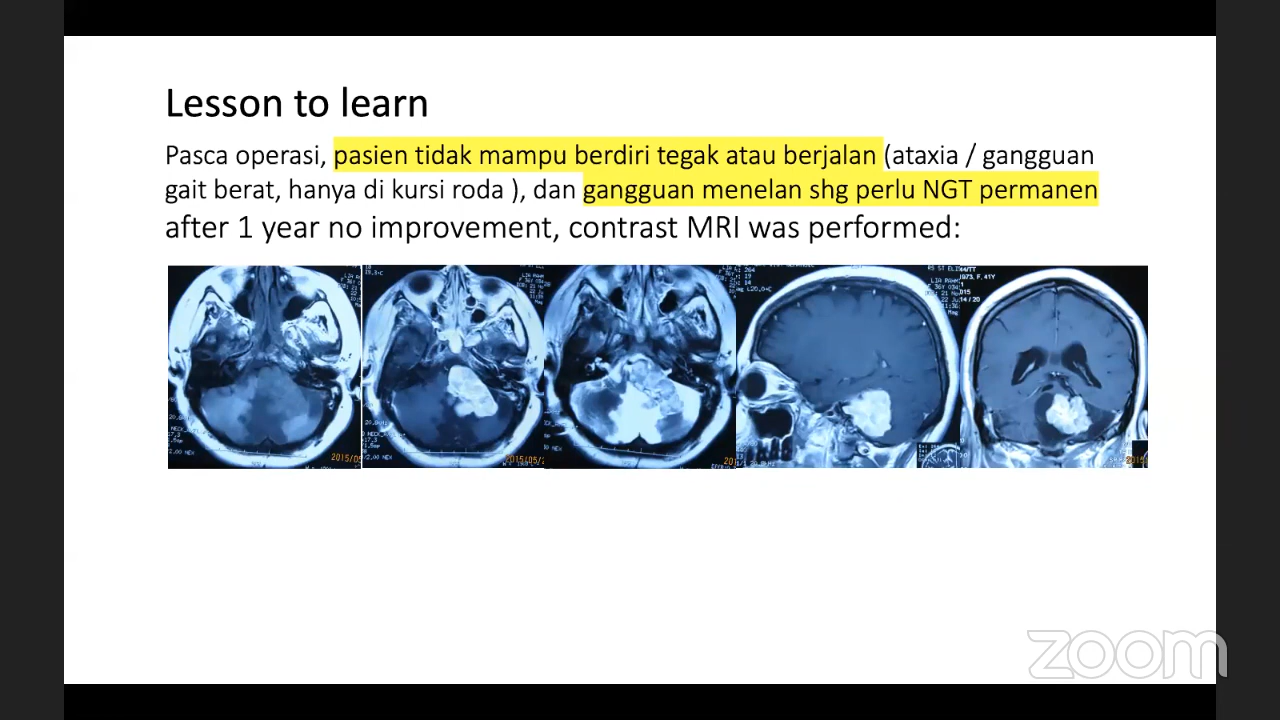 Lesson to learn
Pasca operasi, pasien tidak mampu berdiri tegak atau berjalan (ataxia / gangguan
gait berat, hanya di kursi roda ), dan gangguan menelan shg perlu NGT permanen
after 1 year no improvement, contrast MRI was performed:
zoom